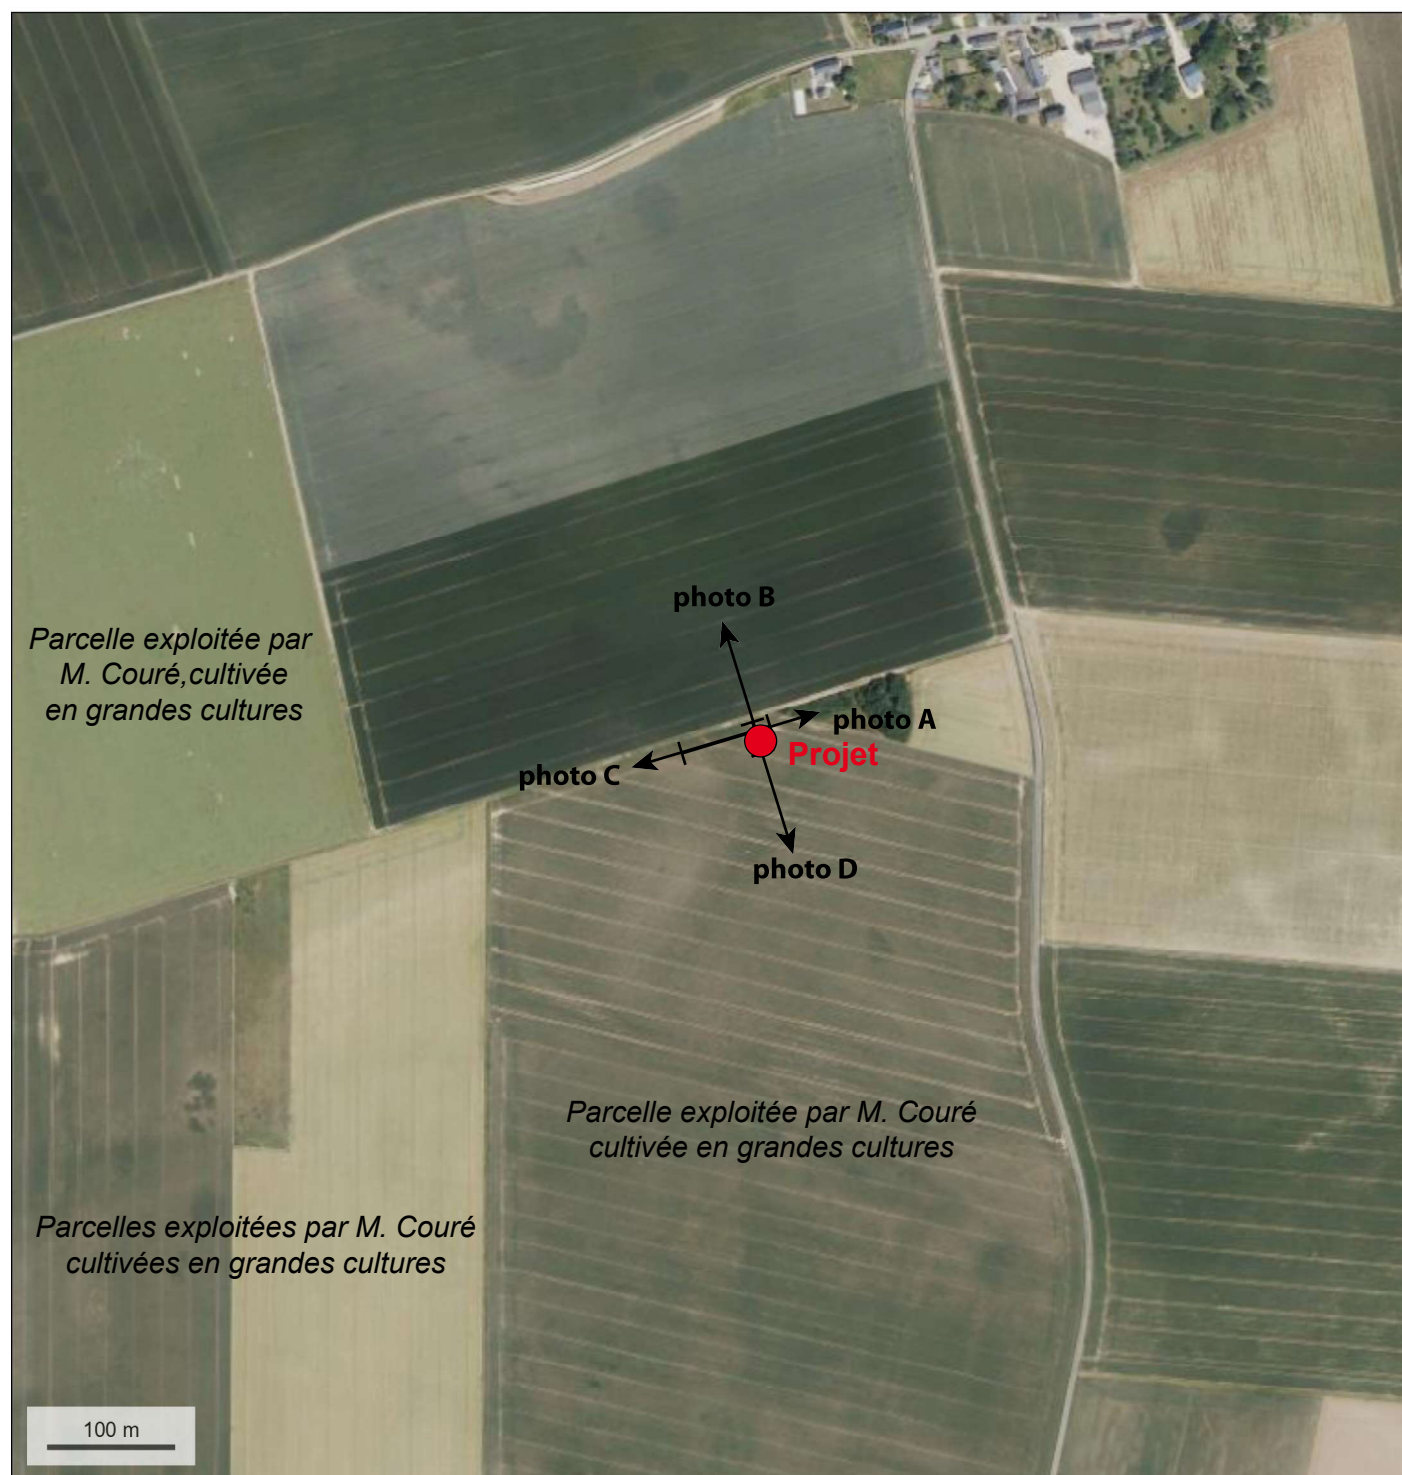 photo B
Parcelle exploitée par
M. Couré,cultivée
en grandes cultures
photo A
Projet
photo C
photo D
Parcelle exploitée par M. Couré
cultivée en grandes cultures
Parcelles exploitées par M. Couré
cultivées en grandes cultures
100 m